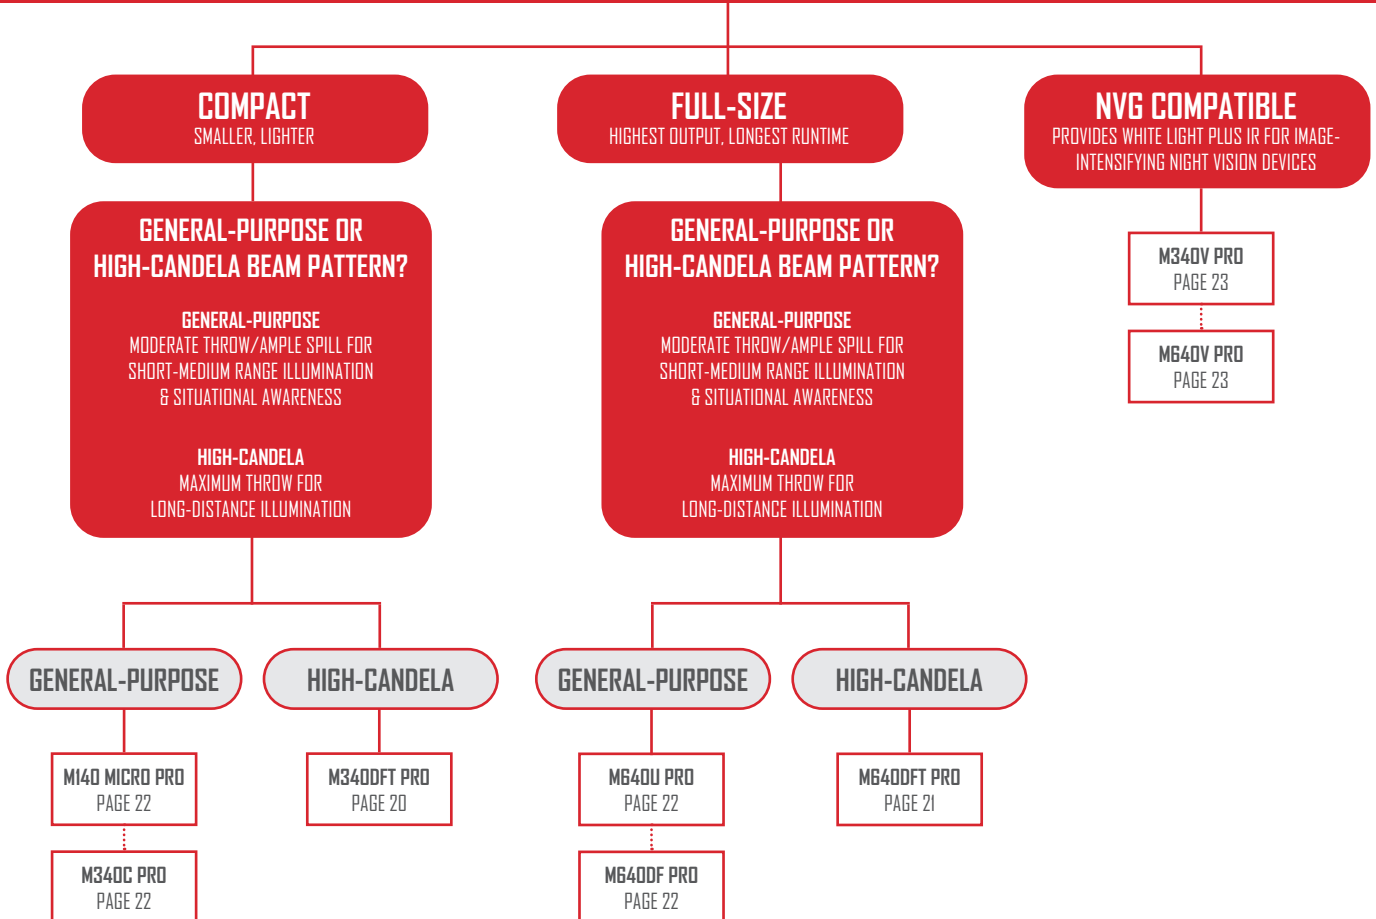 COMPACT
SMALLER, LIGHTER
FULL-SIZE
HIGHEST OUTPUT, LONGEST RUNTIME
NVG COMPATIBLE
PROVIDES WHITE LIGHT PLUS IR FOR IMAGE-
INTENSIFYING NIGHT VISION DEVICES
GENERAL-PURPOSE OR
HIGH-CANDELA BEAM PATTERN?
GENERAL-PURPOSE
MODERATE THROW/AMPLE SPILL FOR
SHORT-MEDIUM RANGE ILLUMINATION
& SITUATIONAL AWARENESS
HIGH-CANDELA
MAXIMUM THROW FOR
LONG-DISTANCE ILLUMINATION
GENERAL-PURPOSE OR
HIGH-CANDELA BEAM PATTERN?
GENERAL-PURPOSE
MODERATE THROW/AMPLE SPILL FOR
SHORT-MEDIUM RANGE ILLUMINATION
& SITUATIONAL AWARENESS
HIGH-CANDELA
MAXIMUM THROW FOR
LONG-DISTANCE ILLUMINATION
M340V PRO
PAGE 23
M640V PRO
PAGE 23
GENERAL-PURPOSE
HIGH-CANDELA
GENERAL-PURPOSE
HIGH-CANDELA
M140 MICRO PRO
PAGE 22
M340DFT PRO
PAGE 20
M640U PRO
PAGE 22
M640DFT PRO
PAGE 21
M340C PRO
PAGE 22
M640DF PRO
PAGE 22